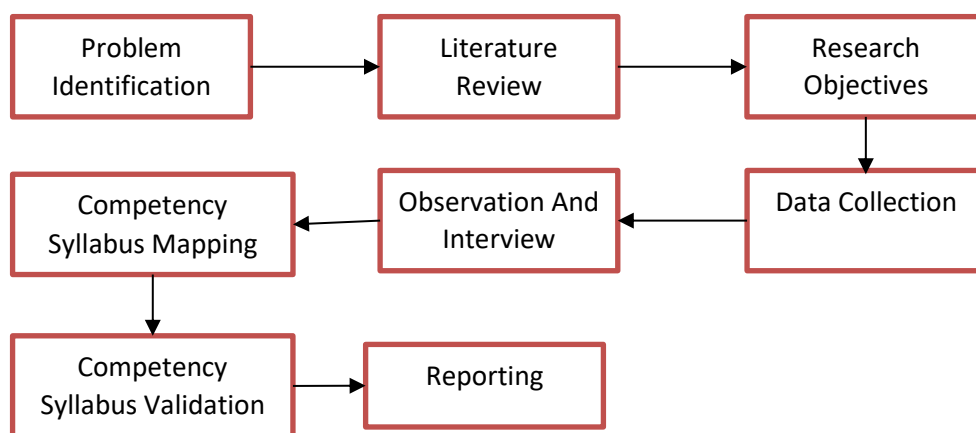 Problem
Identification
Literature
Review
Research
Objectives
Data Collection
Observation And
Interview
Competency
Syllabus Mapping
Competency
Syllabus Validation
Reporting